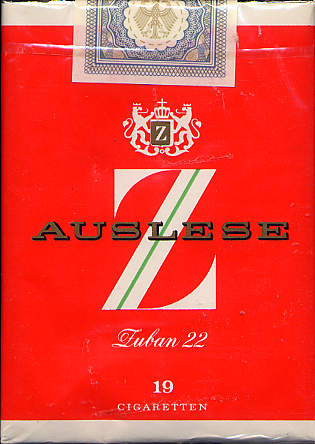 Z
Z
AUSLESE
Zuban 22
19
CIGARETTEN